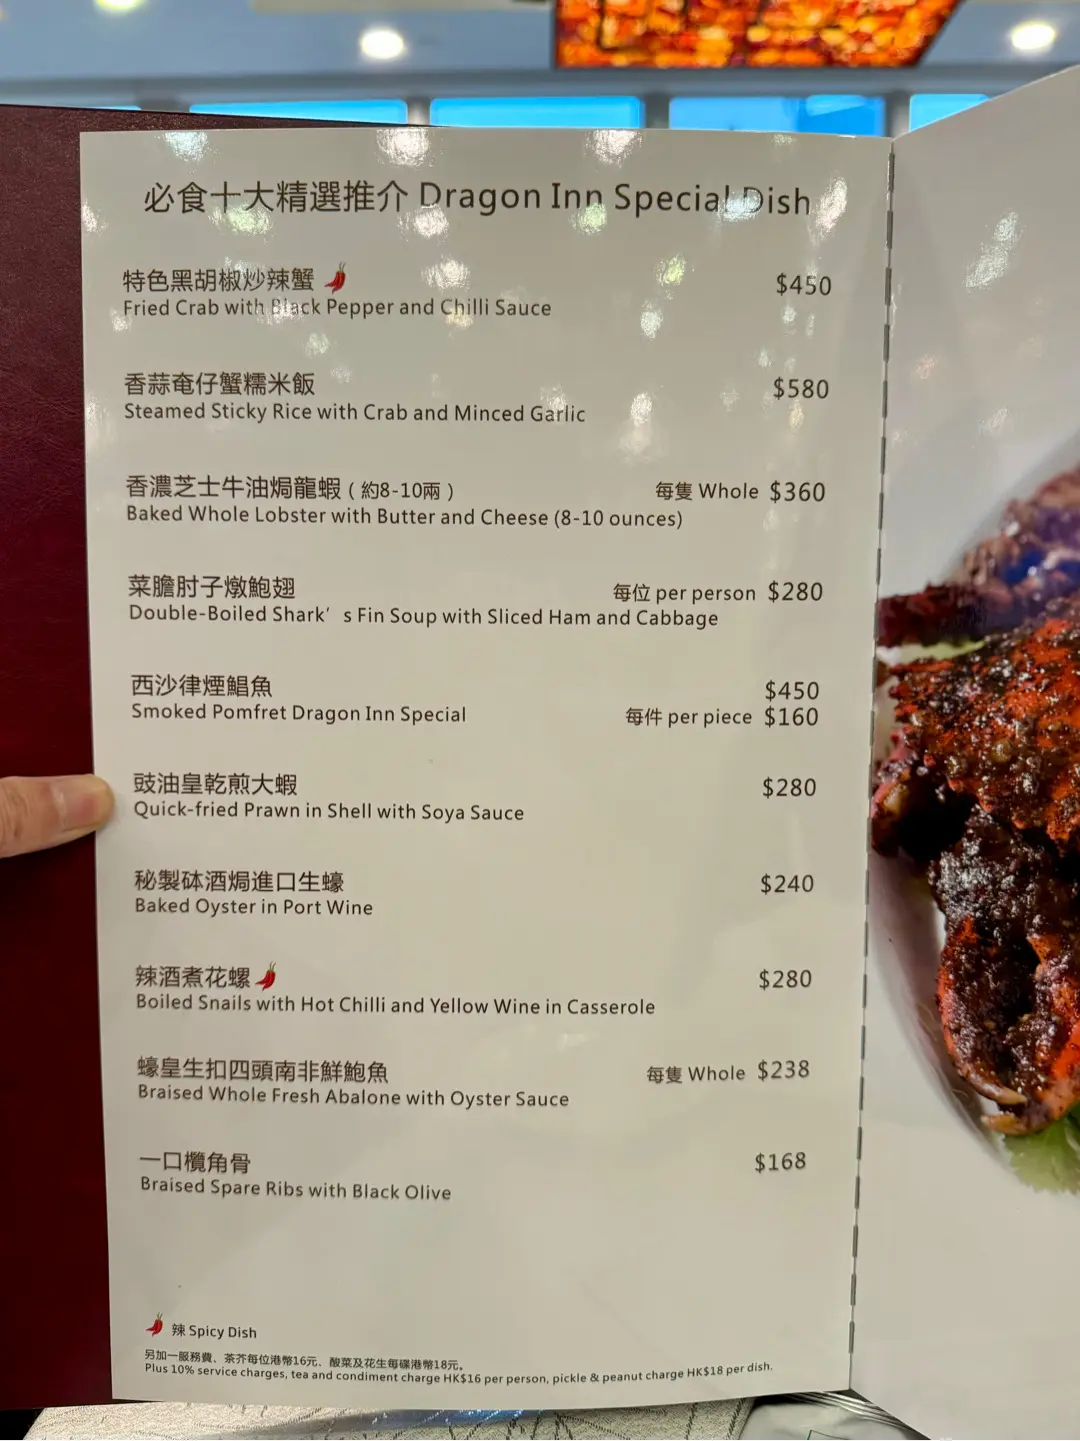 必食十大精選推介 Dragon Inn Special Dish
特色黑胡椒炒辣蟹 $450
Fried Crab with Black Pepper and Chilli Sauce
香蒜奄仔蟹糯米飯 $580
Steamed Sticky Rice with Crab and Minced Garlic
香濃芝士牛油焗龍蝦 ( 約8-10兩 ) 每隻 Whole $360
Baked Whole Lobster with Butter and Cheese (8-10 ounces)
菜膽肘子燉鮑翅 每位 per person $280
Double-Boiled Shark's Fin Soup with Sliced Ham and Cabbage
西沙律煙鯧魚 $450
Smoked Pomfret Dragon Inn Special 每件 per piece $160
豉油皇乾煎大蝦 $280
Quick-fried Prawn in Shell with Soya Sauce
秘製砵酒焗進口生蠔 $240
Baked Oyster in Port Wine
辣酒煮花螺 $280
Boiled Snails with Hot Chilli and Yellow Wine in Casserole
蠔皇生扣四頭南非鮮鮑魚 每隻 Whole $238
Braised Whole Fresh Abalone with Oyster Sauce
一口欖角骨 $168
Braised Spare Ribs with Black Olive
辣 Spicy Dish
另加一服務費、茶芥每位港幣16元、酸菜及花生每碟港幣18元。
Plus 10% service charges, tea and condiment charge HK$16 per person, pickle & peanut charge HK$18 per dish.